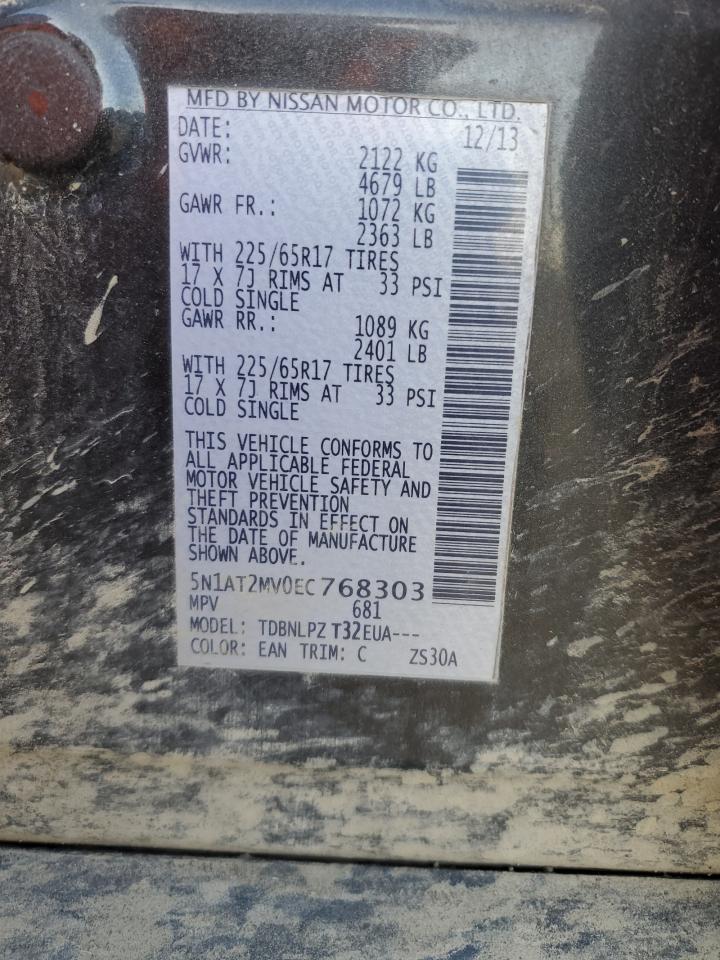 MFD BY NISSAN MOTOR CO., LTD.
DATE: 12/13
GVWR: 2122 KG
4679 LB
GAWR FR.: 1072 KG
2363 LB
WITH 225/65R17 TIRES
17 X 7J RIMS AT 33 PSI
COLD SINGLE
GAWR RR.: 1089 KG
2401 LB
WITH 225/65R17 TIRES
17 X 7J RIMS AT 33 PSI
COLD SINGLE
THIS VEHICLE CONFORMS TO
ALL APPLICABLE FEDERAL
MOTOR VEHICLE SAFETY AND
THEFT PREVENTION
STANDARDS IN EFFECT ON
THE DATE OF MANUFACTURE
SHOWN ABOVE.
5N1AT2MV0EC768303
MPV 681
MODEL: TDBNLPZ T32EUA---
COLOR: EAN TRIM: C ZS30A